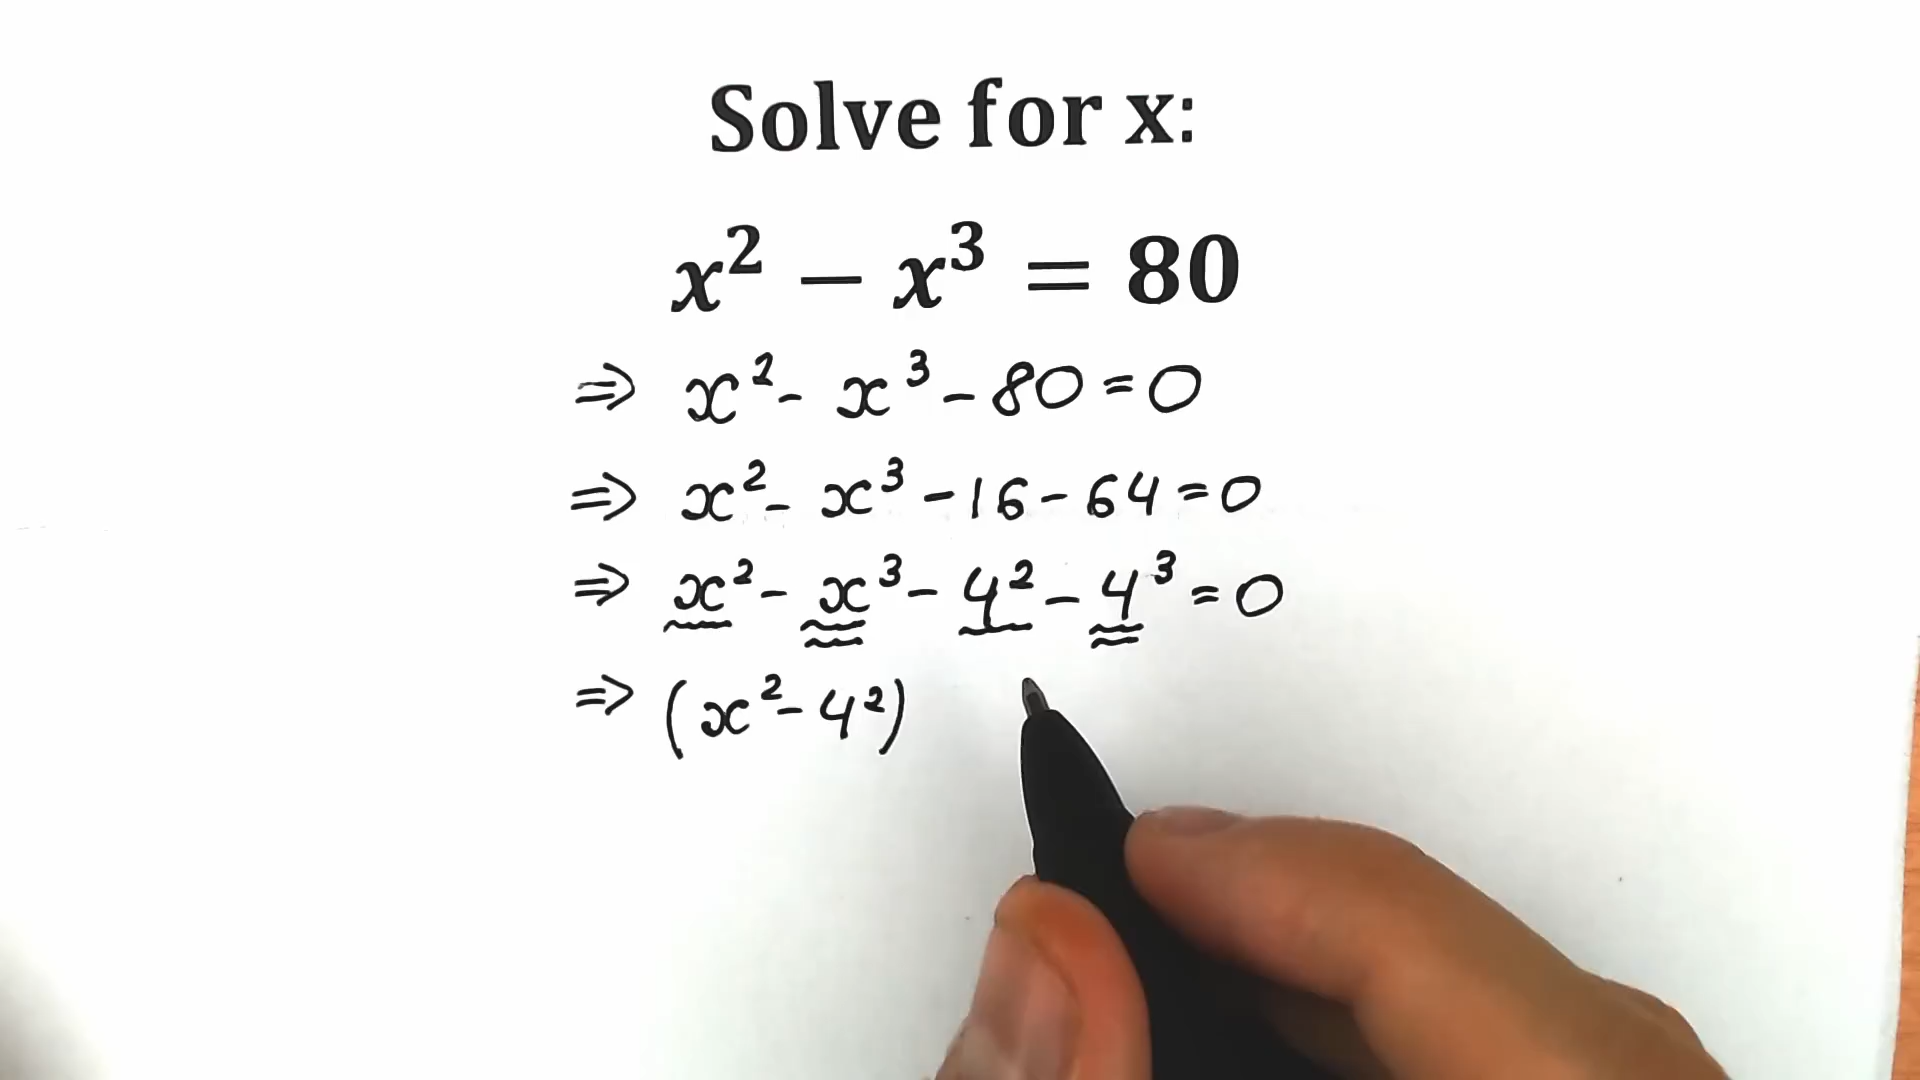 Solve for x:
x² − x³ = 80
⇒ x² - x³ - 80 = 0
⇒ x² - x³ - 16 - 64 = 0
⇒ x² - x³ - 4² - 4³ = 0
⇒ (x² - 4²)